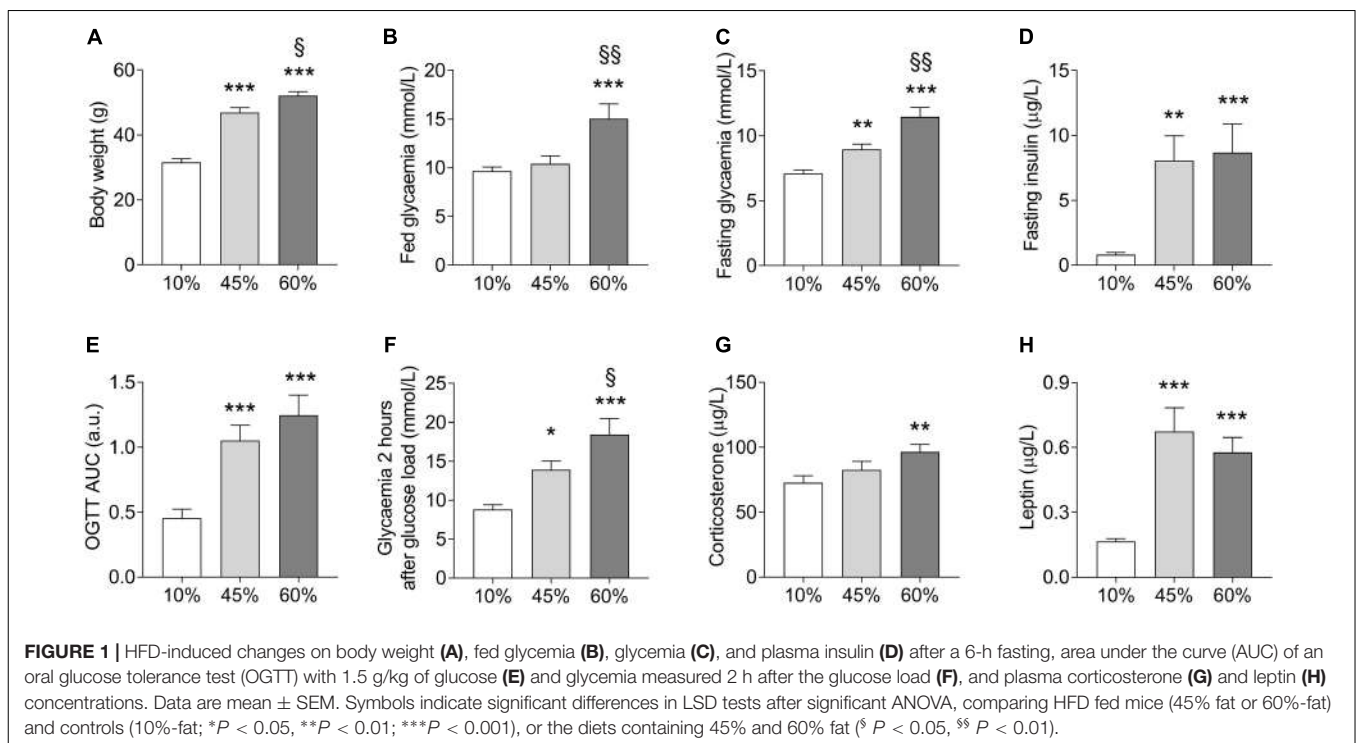 A
§
*** ***
60
40
20
0
Body weight (g)
10% 45% 60%
B
§§
***
20
15
10
5
0
Fed glycaemia (mmol/L)
10% 45% 60%
C
§§
** ***
15
10
5
0
Fasting glycaemia (mmol/L)
10% 45% 60%
D
** ***
15
10
5
0
Fasting insulin (µg/L)
10% 45% 60%
E
*** ***
1.5
1.0
0.5
0.0
OGTT AUC (a.u.)
10% 45% 60%
F
§
* ***
25
20
15
10
5
0
Glycaemia 2 hours
after glucose load (mmol/L)
10% 45% 60%
G
**
150
100
50
0
Corticosterone (µg/L)
10% 45% 60%
H
*** ***
0.9
0.6
0.3
0.0
Leptin (µg/L)
10% 45% 60%
FIGURE 1 | HFD-induced changes on body weight (A), fed glycemia (B), glycemia (C), and plasma insulin (D) after a 6-h fasting, area under the curve (AUC) of an
oral glucose tolerance test (OGTT) with 1.5 g/kg of glucose (E) and glycemia measured 2 h after the glucose load (F), and plasma corticosterone (G) and leptin (H)
concentrations. Data are mean ± SEM. Symbols indicate significant differences in LSD tests after significant ANOVA, comparing HFD fed mice (45% fat or 60%-fat)
and controls (10%-fat; *P < 0.05, **P < 0.01; ***P < 0.001), or the diets containing 45% and 60% fat (§ P < 0.05, §§ P < 0.01).